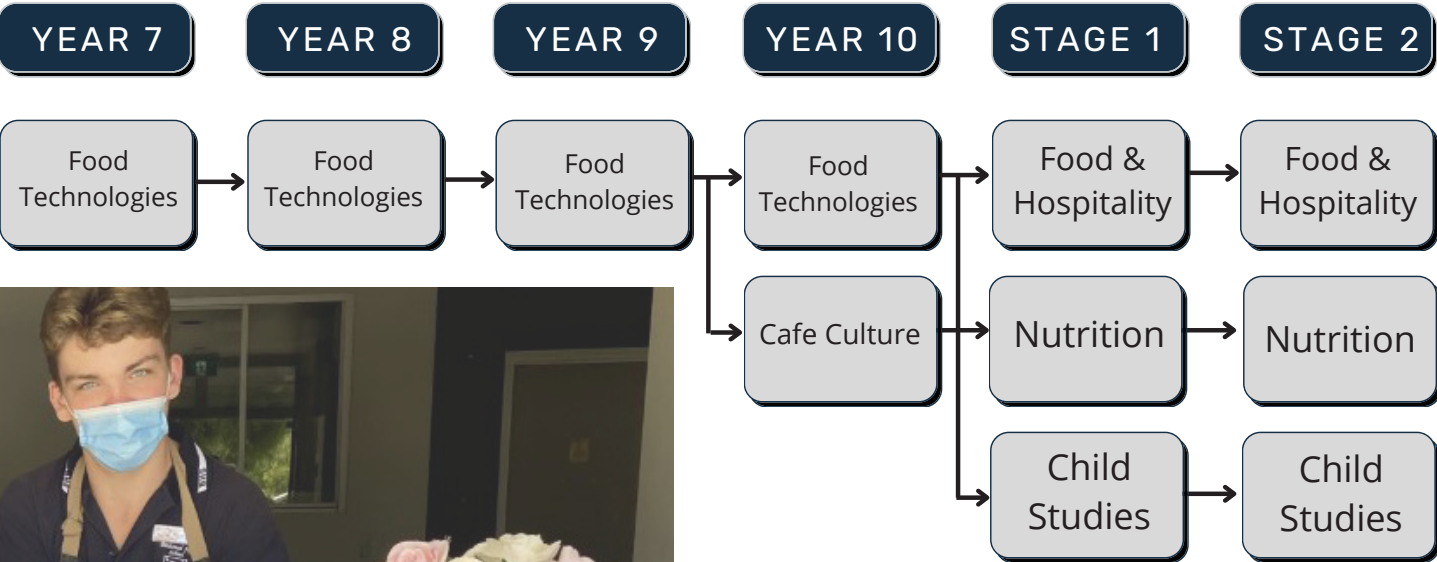 YEAR 7
YEAR 8
YEAR 9
YEAR 10
STAGE 1
STAGE 2
Food
Technologies
Food
Technologies
Food
Technologies
Food
Technologies
Food &
Hospitality
Food &
Hospitality
Cafe Culture
Nutrition
Nutrition
Child
Studies
Child
Studies